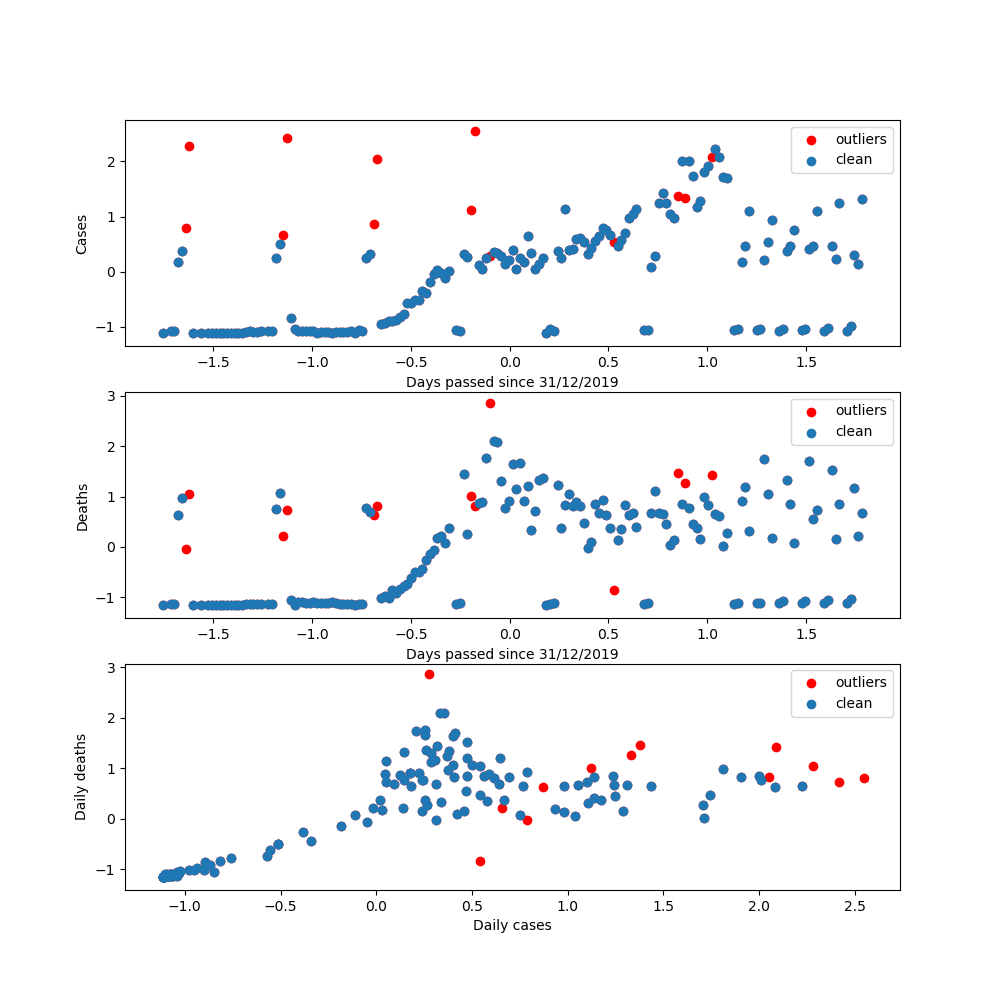 outliers
clean
2
1
0
−1
Cases
−1.5 −1.0 −0.5 0.0 0.5 1.0 1.5
Days passed since 31/12/2019
outliers
clean
3
2
1
0
−1
Deaths
−1.5 −1.0 −0.5 0.0 0.5 1.0 1.5
Days passed since 31/12/2019
outliers
clean
3
2
1
0
−1
Daily deaths
−1.0 −0.5 0.0 0.5 1.0 1.5 2.0 2.5
Daily cases